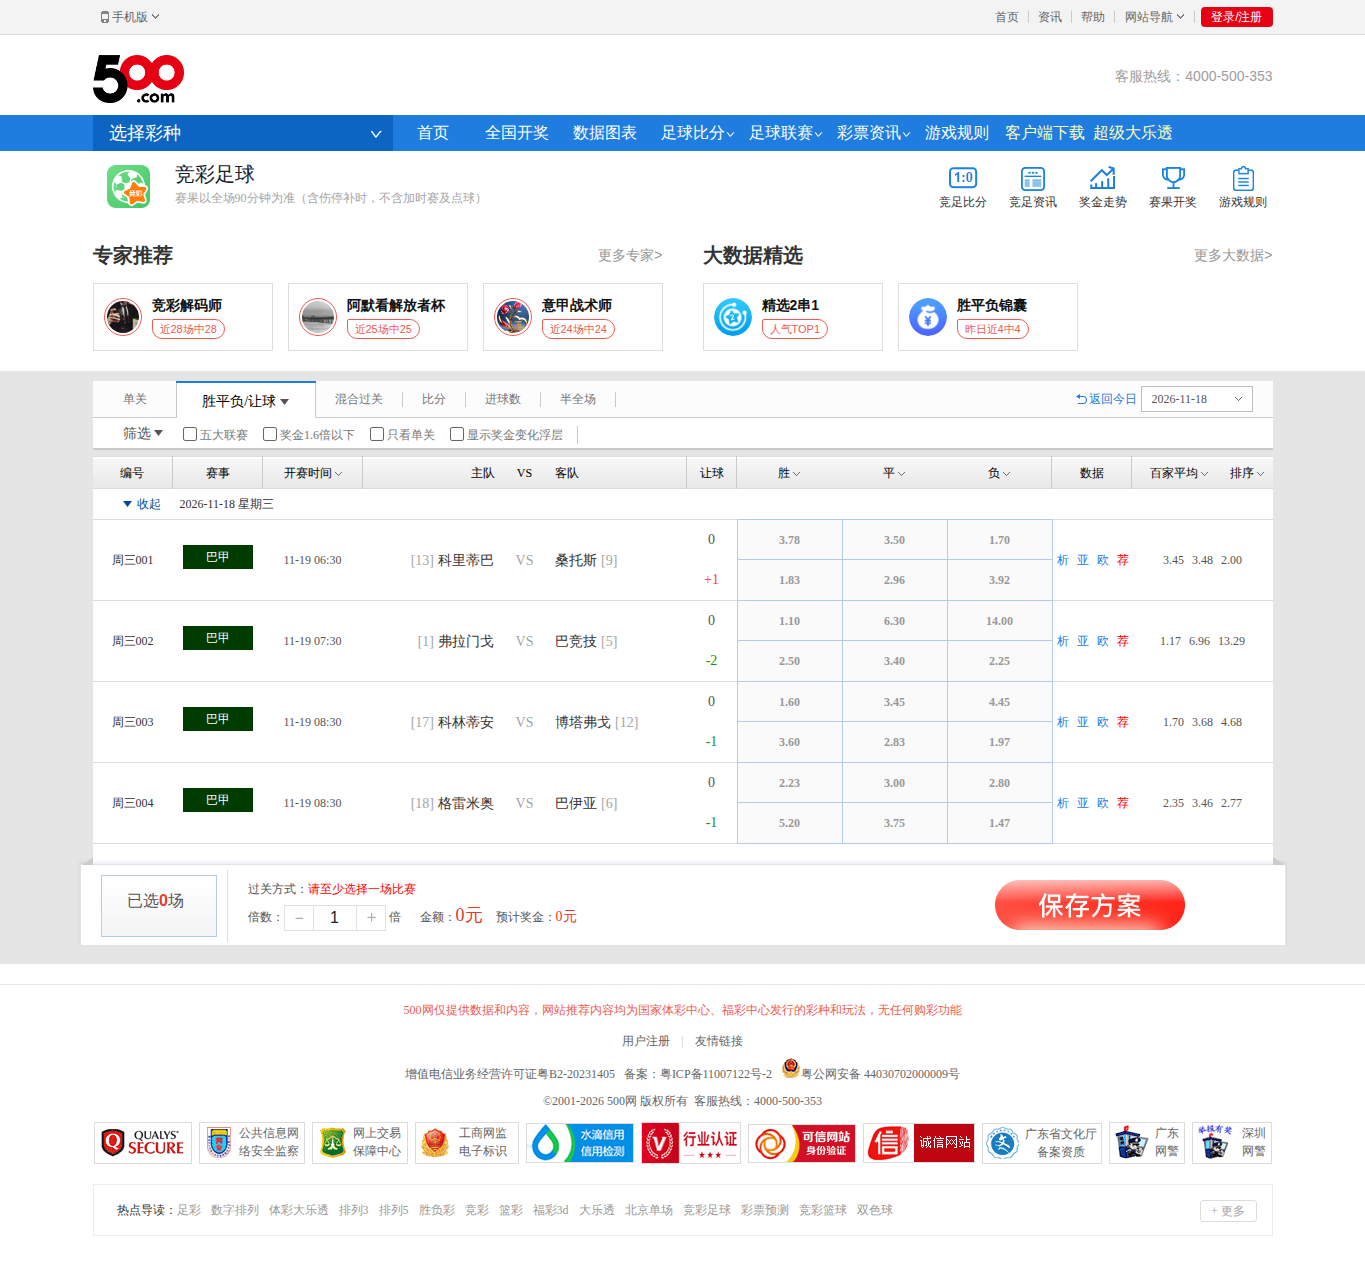 手机版
首页 资讯 帮助 网站导航 登录/注册
500.com
客服热线：4000-500-353
选择彩种 首页 全国开奖 数据图表 足球比分 足球联赛 彩票资讯 游戏规则 客户端下载 超级大乐透
竞彩足球
赛果以全场90分钟为准（含伤停补时，不含加时赛及点球）
1:0
竞足比分 竞足资讯 奖金走势 赛果开奖 游戏规则
专家推荐 更多专家>
大数据精选 更多大数据>
竞彩解码师
近28场中28
阿默看解放者杯
近25场中25
意甲战术师
近24场中24
精选2串1
人气TOP1
胜平负锦囊
昨日近4中4
单关 胜平负/让球 混合过关 比分 进球数 半全场 返回今日 2026-11-18
筛选 五大联赛 奖金1.6倍以下 只看单关 显示奖金变化浮层
编号 赛事 开赛时间 主队 VS 客队 让球 胜 平 负 数据 百家平均 排序
收起 2026-11-18 星期三
周三001 巴甲 11-19 06:30 [13] 科里蒂巴 VS 桑托斯 [9] 0 3.78 3.50 1.70 析 亚 欧 荐 3.45 3.48 2.00
+1 1.83 2.96 3.92
周三002 巴甲 11-19 07:30 [1] 弗拉门戈 VS 巴竞技 [5] 0 1.10 6.30 14.00 析 亚 欧 荐 1.17 6.96 13.29
-2 2.50 3.40 2.25
周三003 巴甲 11-19 08:30 [17] 科林蒂安 VS 博塔弗戈 [12] 0 1.60 3.45 4.45 析 亚 欧 荐 1.70 3.68 4.68
-1 3.60 2.83 1.97
周三004 巴甲 11-19 08:30 [18] 格雷米奥 VS 巴伊亚 [6] 0 2.23 3.00 2.80 析 亚 欧 荐 2.35 3.46 2.77
-1 5.20 3.75 1.47
已选0场
过关方式：请至少选择一场比赛
倍数： － 1 ＋ 倍 金额：0元 预计奖金：0元
保存方案
500网仅提供数据和内容，网站推荐内容均为国家体彩中心、福彩中心发行的彩种和玩法，无任何购彩功能
用户注册 友情链接
增值电信业务经营许可证粤B2-20231405 备案：粤ICP备11007122号-2 粤公网安备 44030702000009号
©2001-2026 500网 版权所有 客服热线：4000-500-353
QUALYS SECURE
公共信息网
络安全监察
网上交易
保障中心
工商网监
电子标识
水滴信用
信用检测
行业认证
可信网站
身份验证
信 诚信网站
广东省文化厅
备案资质
广东
网警
深圳
网警
热点导读：足彩 数字排列 体彩大乐透 排列3 排列5 胜负彩 竞彩 篮彩 福彩3d 大乐透 北京单场 竞彩足球 彩票预测 竞彩篮球 双色球
+ 更多